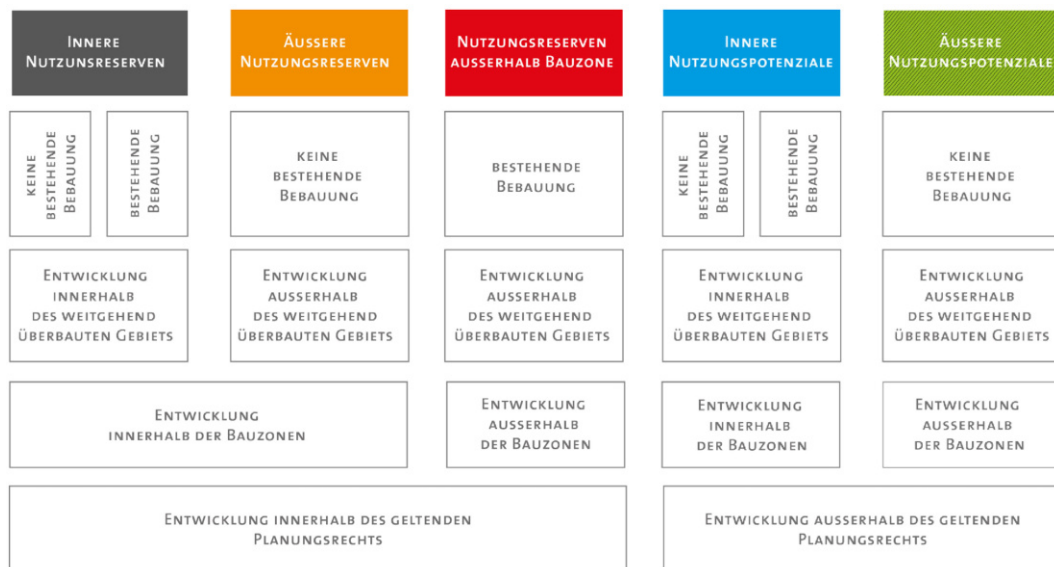 INNERE
NUTZUNSRESERVEN
ÄUSSERE
NUTZUNGSRESERVEN
NUTZUNGSRESERVEN
AUSSERHALB BAUZONE
INNERE
NUTZUNGSPOTENZIALE
ÄUSSERE
NUTZUNGSPOTENZIALE
KEINE
BESTEHENDE
BEBAUUNG
BESTEHENDE
BEBAUUNG
KEINE
BESTEHENDE
BEBAUUNG
BESTEHENDE
BEBAUUNG
KEINE
BESTEHENDE
BEBAUUNG
BESTEHENDE
BEBAUUNG
KEINE
BESTEHENDE
BEBAUUNG
ENTWICKLUNG
INNERHALB
DES WEITGEHEND
ÜBERBAUTEN GEBIETS
ENTWICKLUNG
AUSSERHALB
DES WEITGEHEND
ÜBERBAUTEN GEBIETS
ENTWICKLUNG
AUSSERHALB
DES WEITGEHEND
ÜBERBAUTEN GEBIETS
ENTWICKLUNG
INNERHALB
DES WEITGEHEND
ÜBERBAUTEN GEBIETS
ENTWICKLUNG
AUSSERHALB
DES WEITGEHEND
ÜBERBAUTEN GEBIETS
ENTWICKLUNG
INNERHALB DER BAUZONEN
ENTWICKLUNG
AUSSERHALB
DER BAUZONEN
ENTWICKLUNG
INNERHALB
DER BAUZONEN
ENTWICKLUNG
AUSSERHALB
DER BAUZONEN
ENTWICKLUNG INNERHALB DES GELTENDEN
PLANUNGSRECHTS
ENTWICKLUNG AUSSERHALB DES GELTENDEN
PLANUNGSRECHTS